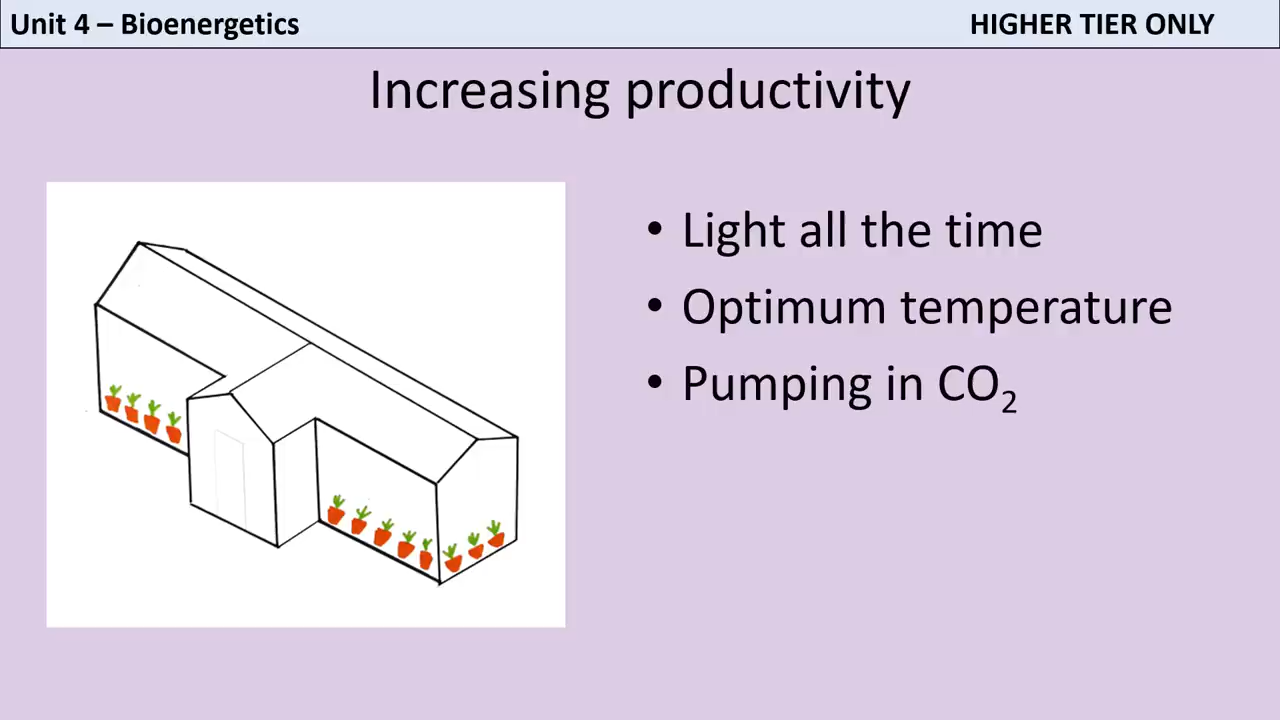 Unit 4 – Bioenergetics
HIGHER TIER ONLY
Increasing productivity
• Light all the time
• Optimum temperature
• Pumping in CO₂